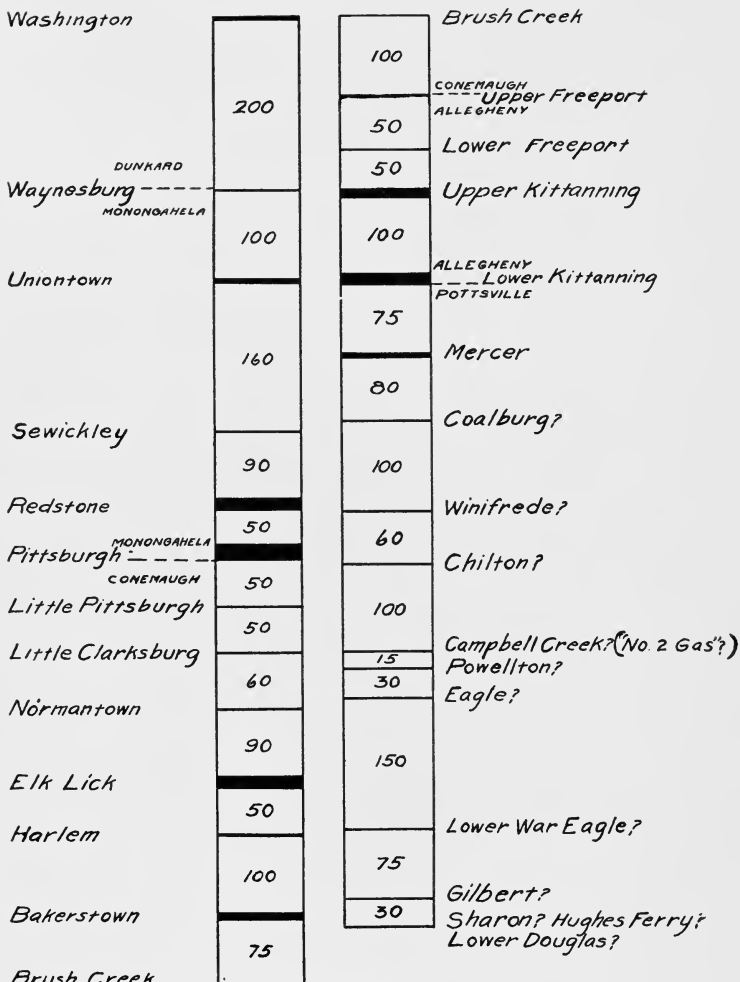 Washington
200
DUNKARD
Waynesburg
MONONGAHELA
100
Uniontown
160
Sewickley
90
Redstone
50
MONONGAHELA
Pittsburgh
CONEMAUGH
50
Little Pittsburgh
50
Little Clarksburg
60
Normantown
90
Elk Lick
50
Harlem
100
Bakerstown
75
Brush Creek
Brush Creek
100
CONEMAUGH
Upper Freeport
ALLEGHENY
50
Lower Freeport
50
Upper Kittanning
100
ALLEGHENY
Lower Kittanning
POTTSVILLE
75
Mercer
80
Coalburg?
100
Winifrede?
60
Chilton?
100
Campbell Creek? ("No. 2 Gas"?)
15
Powellton?
30
Eagle?
150
Lower War Eagle?
75
Gilbert?
30
Sharon? Hughes Ferry?
Lower Douglas?